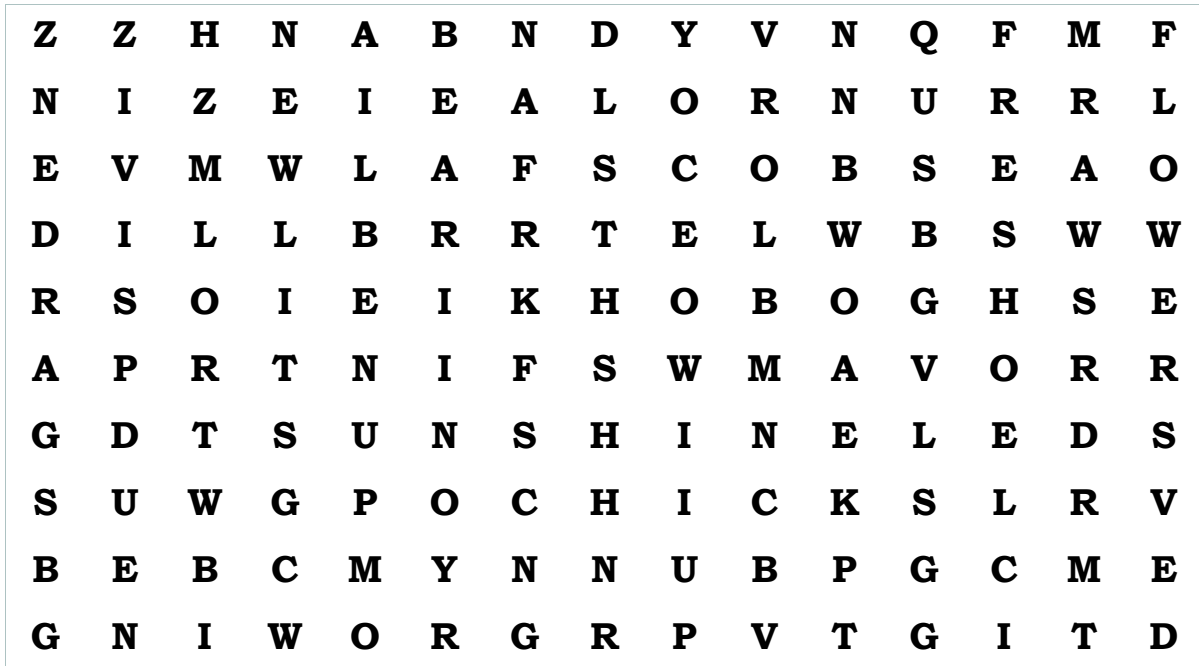 Z Z H N A B N D Y V N Q F M F
N I Z E I E A L O R N U R R L
E V M W L A F S C O B S E A O
D I L L B R R T E L W B S W W
R S O I E I K H O B O G H S E
A P R T N I F S W M A V O R R
G D T S U N S H I N E L E D S
S U W G P O C H I C K S L R V
B E B C M Y N N U B P G C M E
G N I W O R G R P V T G I T D